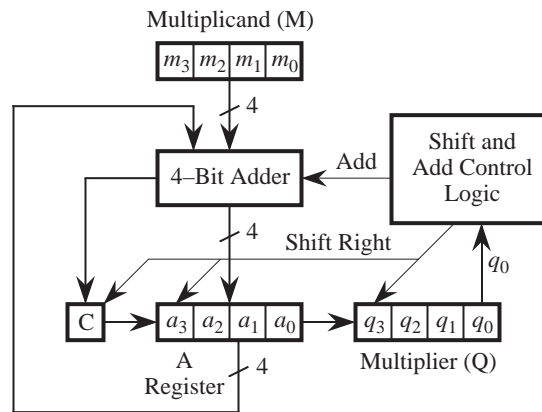 Multiplicand (M)
m3 m2 m1 m0
4
4–Bit Adder
Add
Shift and
Add Control
Logic
4
Shift Right
q0
C
a3 a2 a1 a0
q3 q2 q1 q0
A
Register
4
Multiplier (Q)